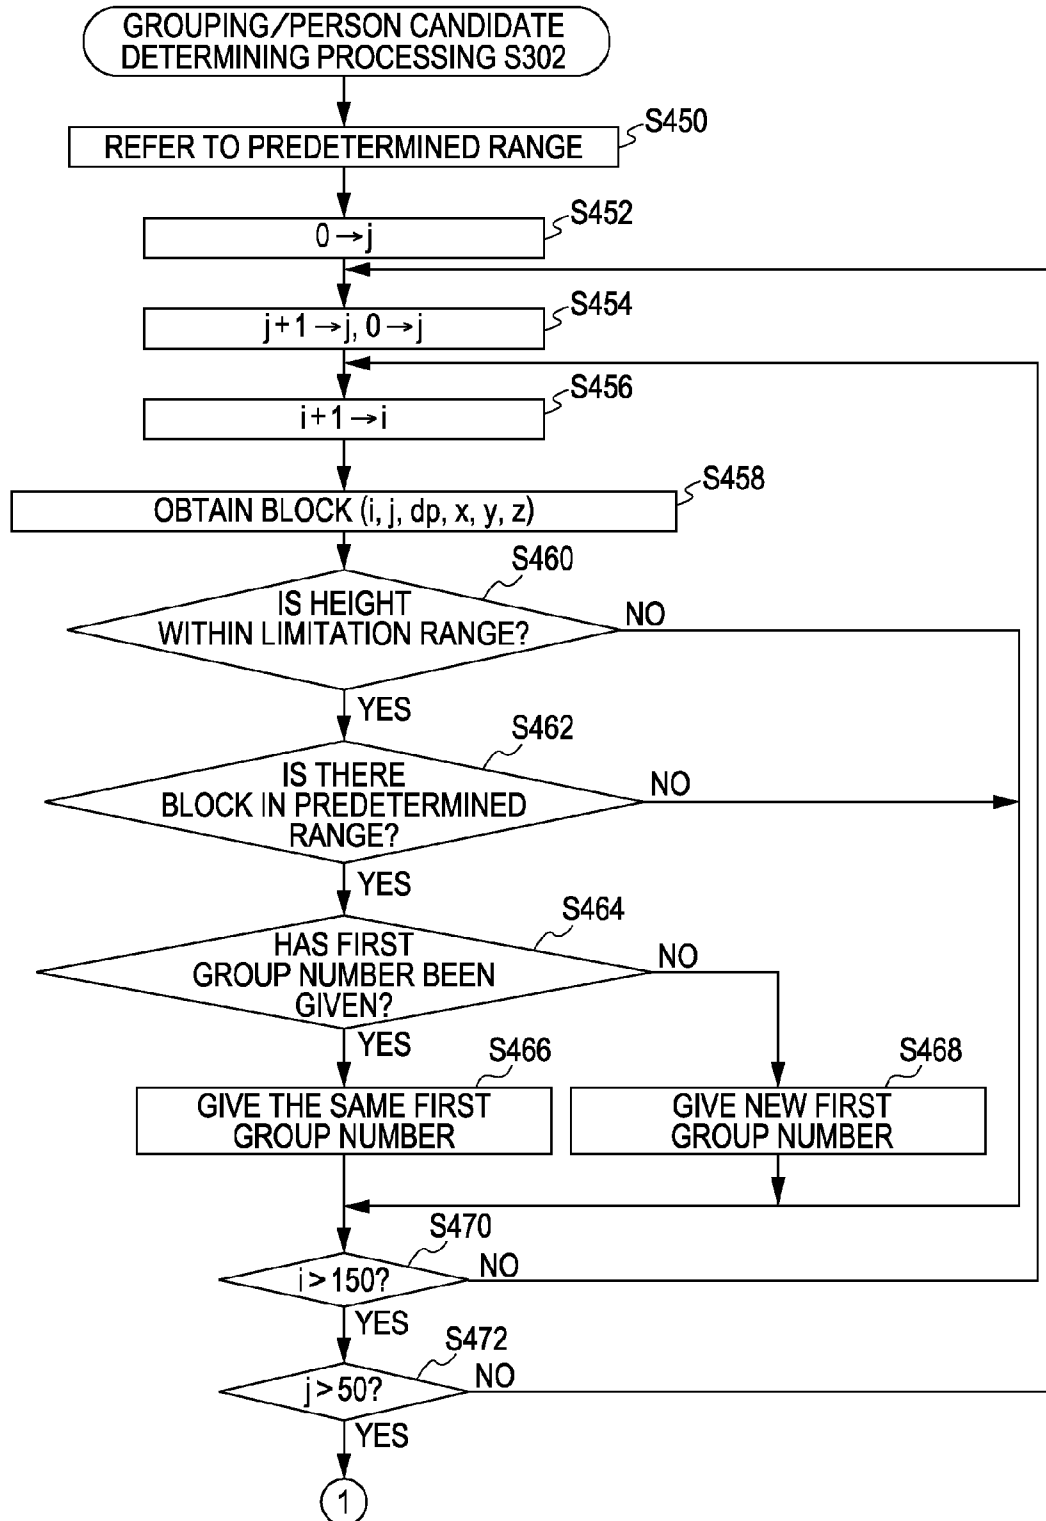 GROUPING/PERSON CANDIDATE
DETERMINING PROCESSING S302
S450
REFER TO PREDETERMINED RANGE
S452
0→j
S454
j+1→j, 0→j
S456
i+1→i
S458
OBTAIN BLOCK (i, j, dp, x, y, z)
S460
IS HEIGHT
WITHIN LIMITATION RANGE?
NO
YES
S462
IS THERE
BLOCK IN PREDETERMINED
RANGE?
NO
YES
S464
HAS FIRST
GROUP NUMBER BEEN
GIVEN?
NO
YES
S466
GIVE THE SAME FIRST
GROUP NUMBER
S468
GIVE NEW FIRST
GROUP NUMBER
S470
i>150?
NO
YES
S472
j>50?
NO
YES
1